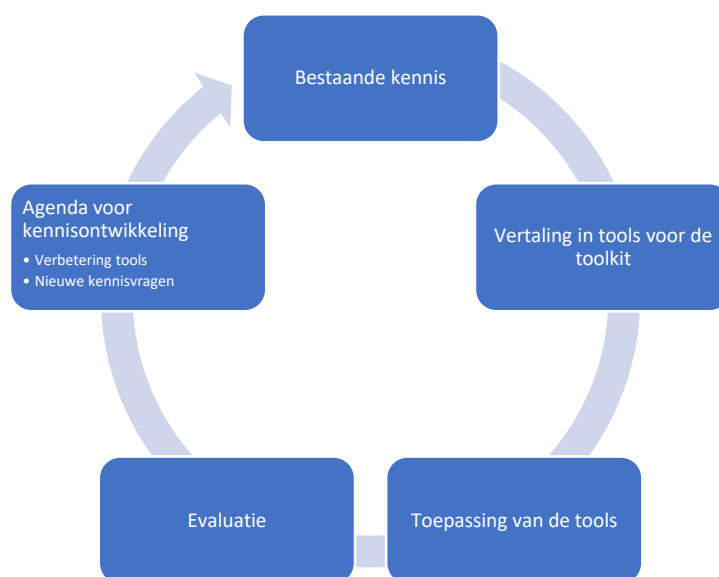 Bestaande kennis
Vertaling in tools voor de
toolkit
Toepassing van de tools
Evaluatie
Agenda voor
kennisontwikkeling
• Verbetering tools
• Nieuwe kennisvragen